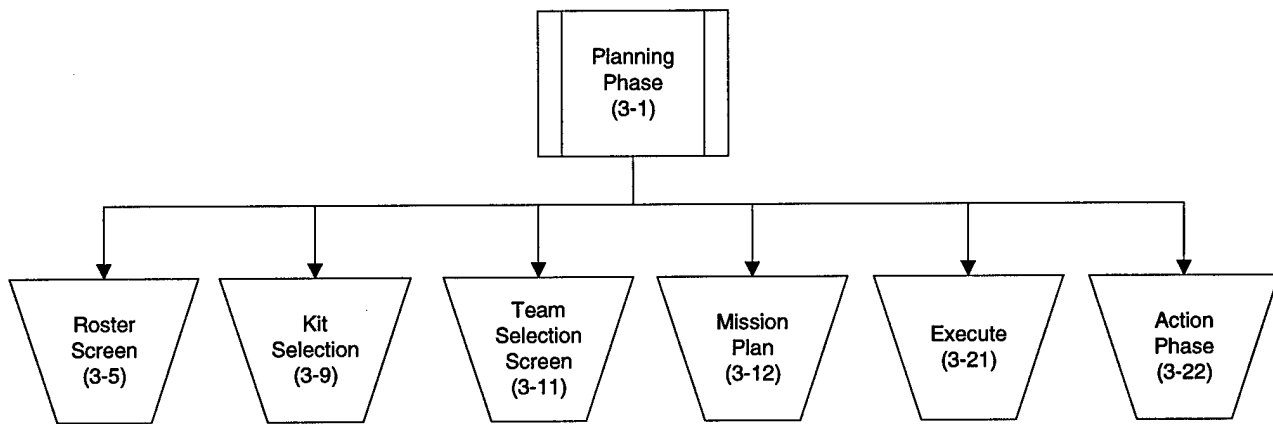 Planning
Phase
(3-1)
Roster
Screen
(3-5)
Kit
Selection
(3-9)
Team
Selection
Screen
(3-11)
Mission
Plan
(3-12)
Execute
(3-21)
Action
Phase
(3-22)